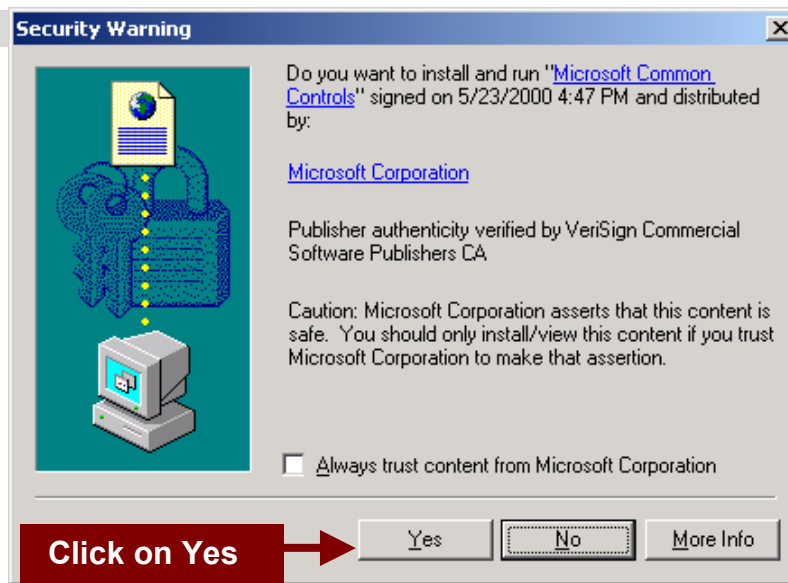 Security Warning
Do you want to install and run "Microsoft Common
Controls" signed on 5/23/2000 4:47 PM and distributed
by:
Microsoft Corporation
Publisher authenticity verified by VeriSign Commercial
Software Publishers CA
Caution: Microsoft Corporation asserts that this content is
safe.  You should only install/view this content if you trust
Microsoft Corporation to make that assertion.
Always trust content from Microsoft Corporation
Click on Yes
Yes
No
More Info